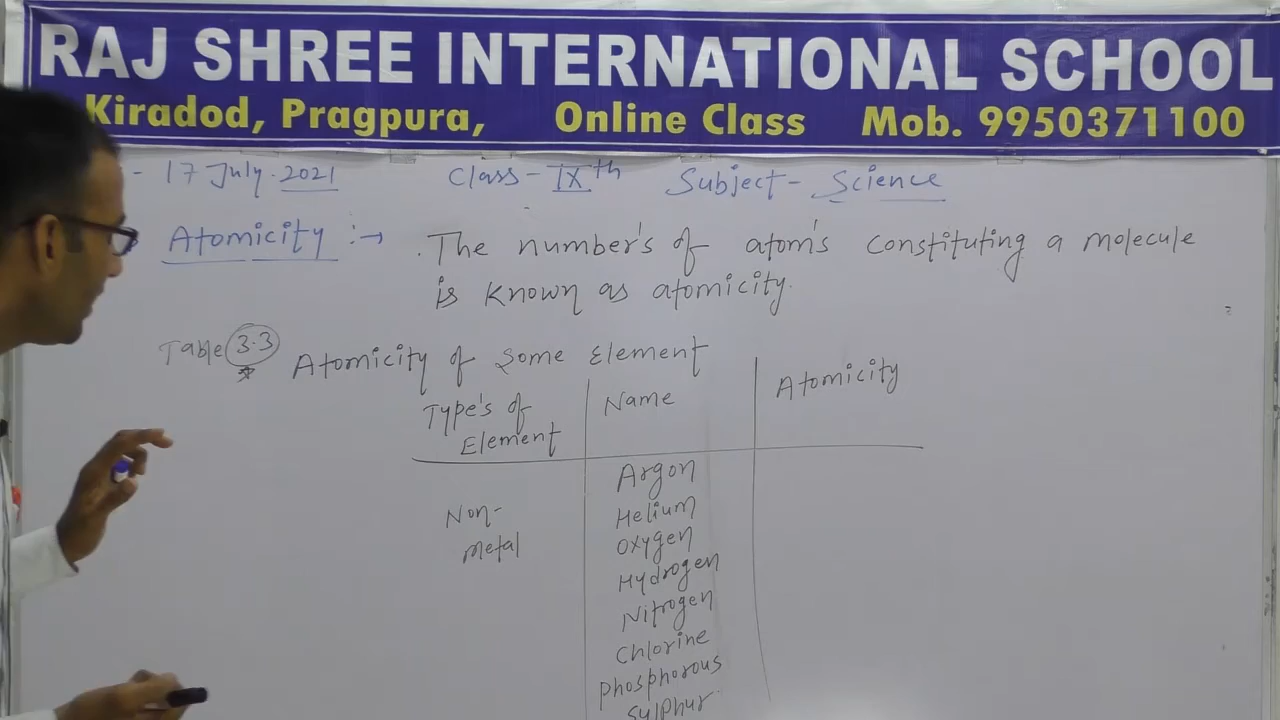 RAJ SHREE INTERNATIONAL SCHOOL
Kiradod, Pragpura, Online Class Mob. 9950371100
- 17 July. 2021 Class - IXth Subject - Science
Atomicity :→ The number's of atom's constituting a molecule
is known as atomicity.
Table 3.3 Atomicity of Some Element
Type's of Element Name Atomicity
Non-metal Argon
Helium
Oxygen
Hydrogen
Nitrogen
Chlorine
Phosphorous
Sulphur